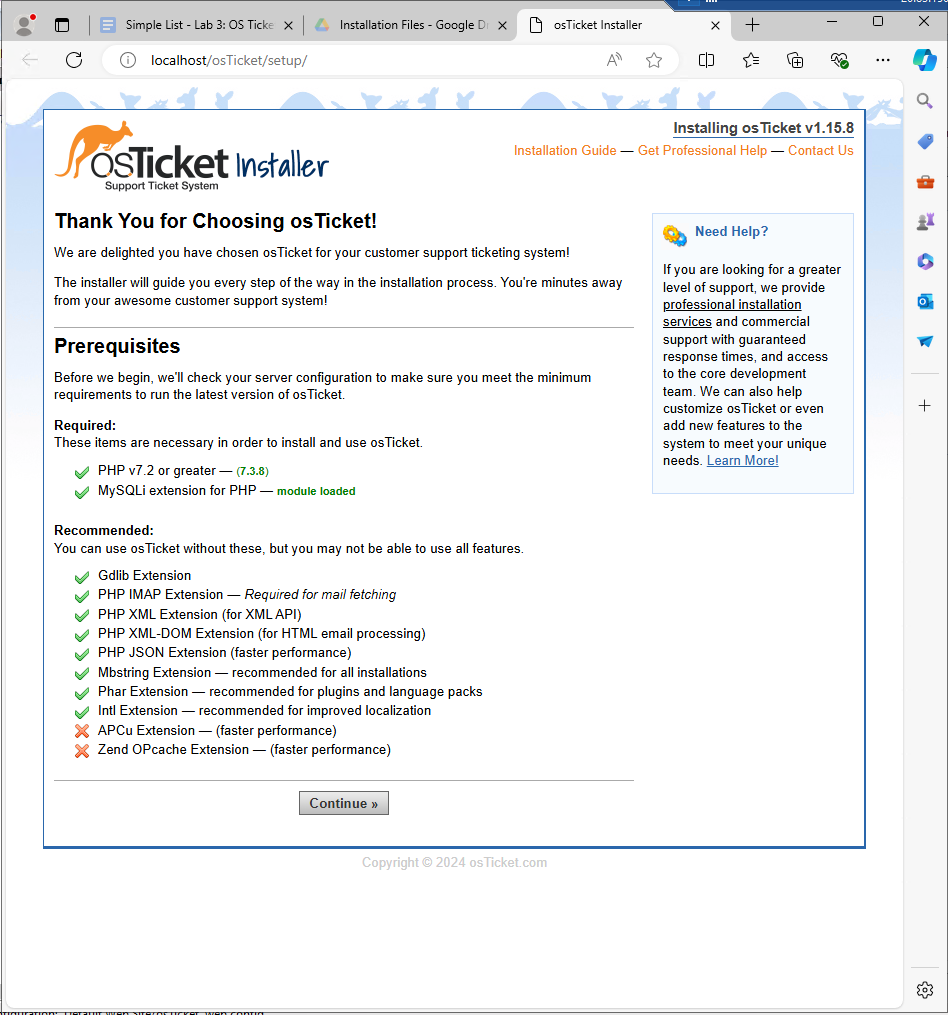 Simple List - Lab 3: OS Ticke
Installation Files - Google D
osTicket Installer
localhost/osTicket/setup/
osTicket Installer
Support Ticket System
Installing osTicket v1.15.8
Installation Guide — Get Professional Help — Contact Us
Thank You for Choosing osTicket!
We are delighted you have chosen osTicket for your customer support ticketing system!
The installer will guide you every step of the way in the installation process. You're minutes away
from your awesome customer support system!
Prerequisites
Before we begin, we'll check your server configuration to make sure you meet the minimum
requirements to run the latest version of osTicket.
Required:
These items are necessary in order to install and use osTicket.
PHP v7.2 or greater — (7.3.8)
MySQLi extension for PHP — module loaded
Recommended:
You can use osTicket without these, but you may not be able to use all features.
Gdlib Extension
PHP IMAP Extension — Required for mail fetching
PHP XML Extension (for XML API)
PHP XML-DOM Extension (for HTML email processing)
PHP JSON Extension (faster performance)
Mbstring Extension — recommended for all installations
Phar Extension — recommended for plugins and language packs
Intl Extension — recommended for improved localization
APCu Extension — (faster performance)
Zend OPcache Extension — (faster performance)
Continue »
Need Help?
If you are looking for a greater
level of support, we provide
professional installation
services and commercial
support with guaranteed
response times, and access
to the core development
team. We can also help
customize osTicket or even
add new features to the
system to meet your unique
needs. Learn More!
Copyright © 2024 osTicket.com